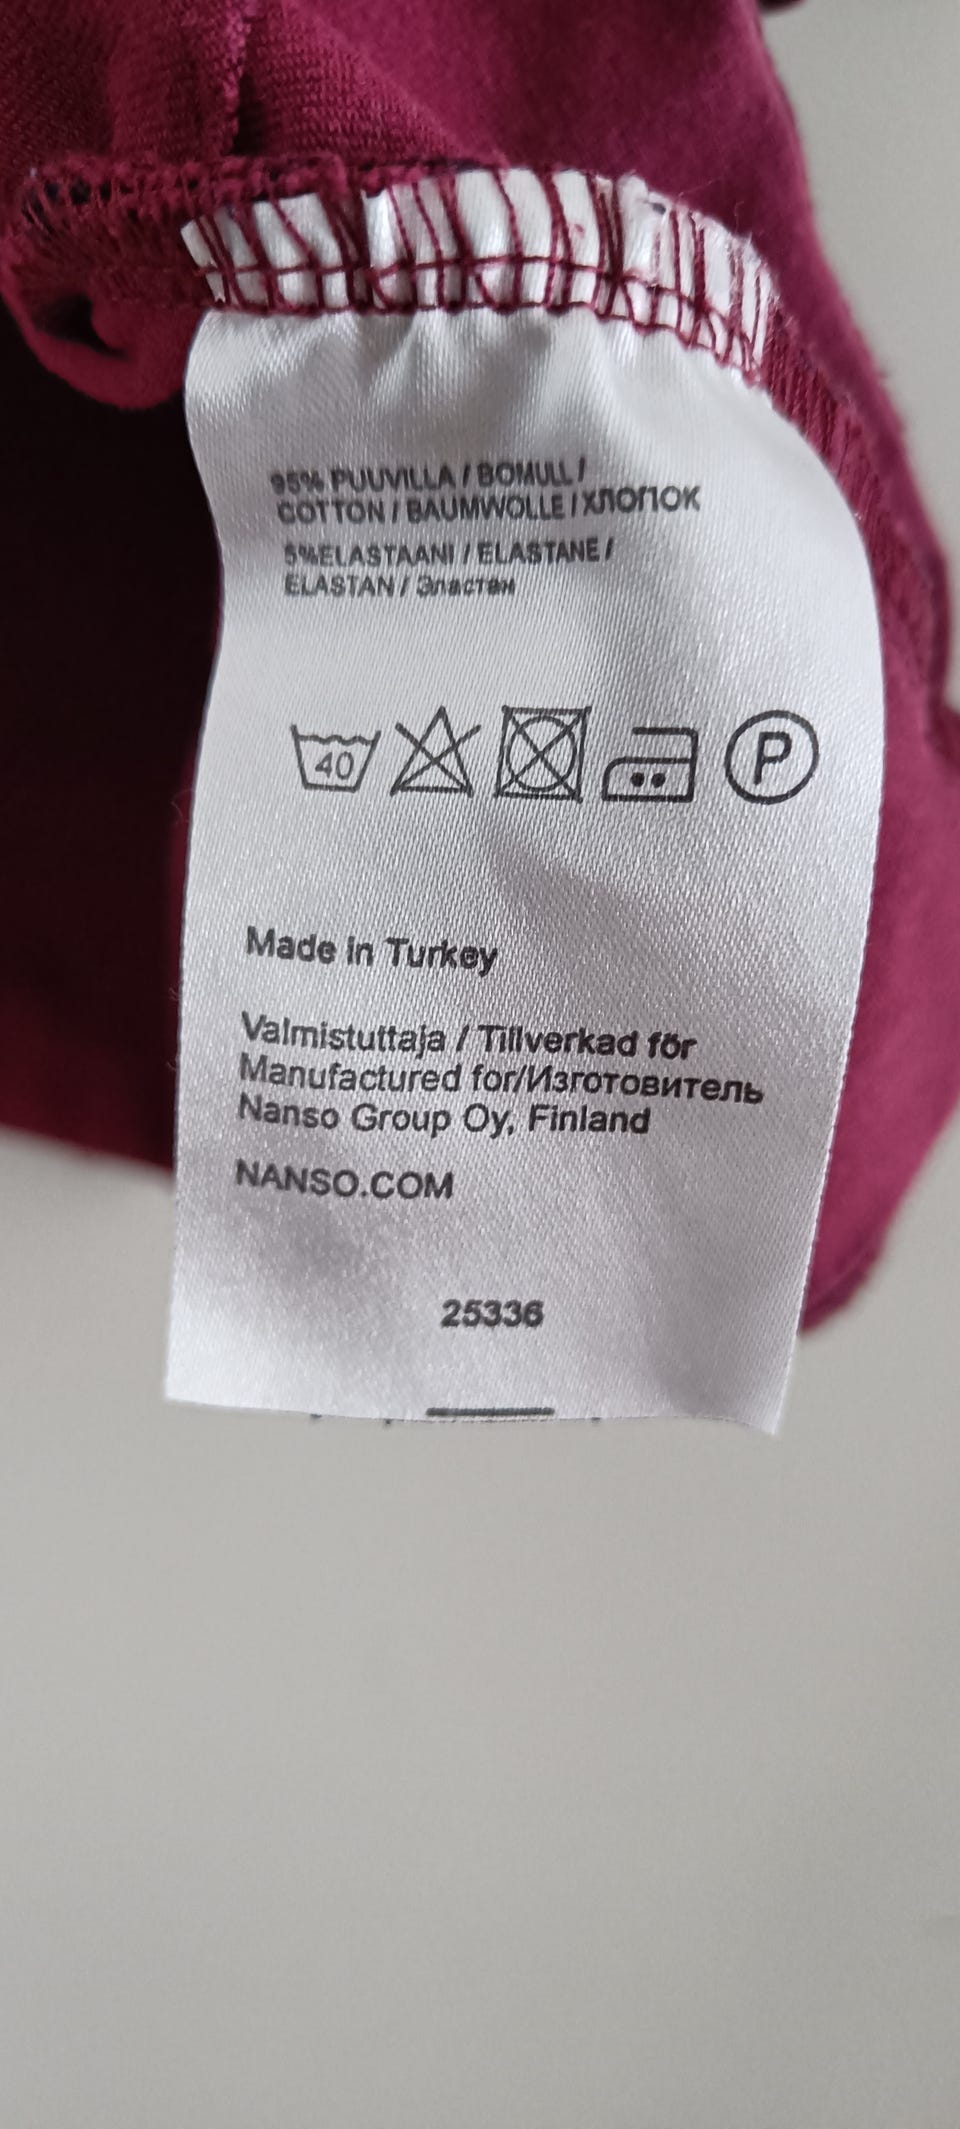 95% PUUVILLA / BOMULL /
COTTON / BAUMWOLLE / ХЛОПОК
5%ELASTAANI / ELASTANE /
ELASTAN / Эластан
40
P
Made in Turkey
Valmistuttaja / Tillverkad för
Manufactured for/Изготовитель
Nanso Group Oy, Finland
NANSO.COM
25336